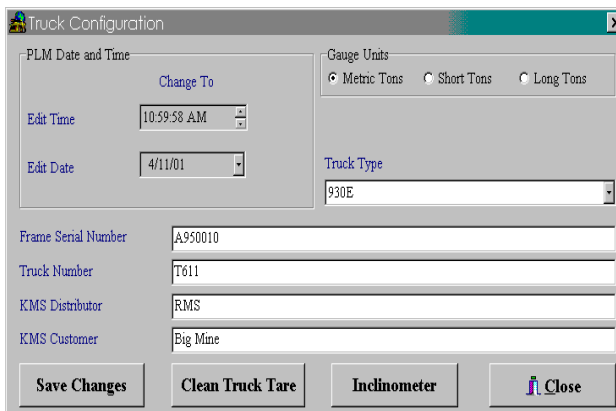 Truck Configuration
PLM Date and Time
Change To
Edit Time 10:59:58 AM
Edit Date 4/11/01
Gauge Units
Metric Tons Short Tons Long Tons
Truck Type
930E
Frame Serial Number A950010
Truck Number T611
KMS Distributor RMS
KMS Customer Big Mine
Save Changes Clean Truck Tare Inclinometer Close